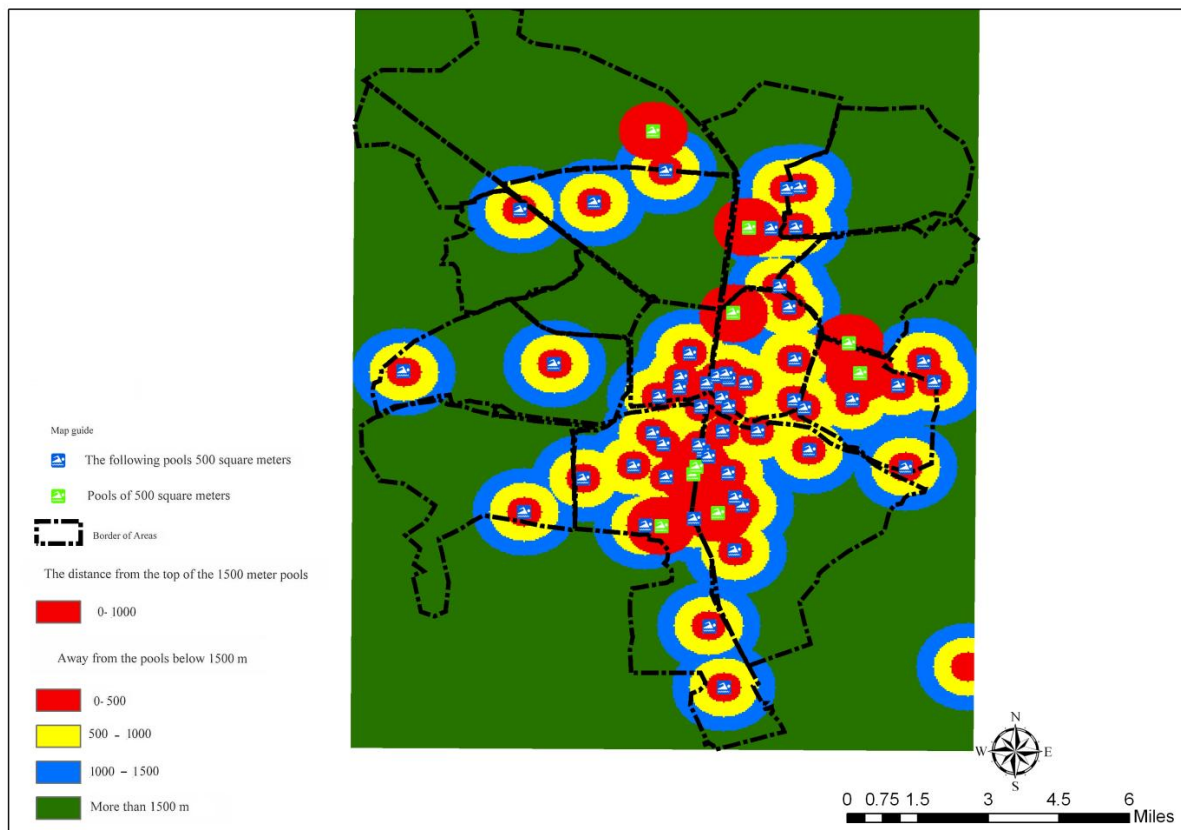 Map guide
The following pools 500 square meters
Pools of 500 square meters
Border of Areas
The distance from the top of the 1500 meter pools
0- 1000
Away from the pools below 1500 m
0- 500
500 - 1000
1000 - 1500
More than 1500 m
N
W E
S
0 0.75 1.5 3 4.5 6
Miles